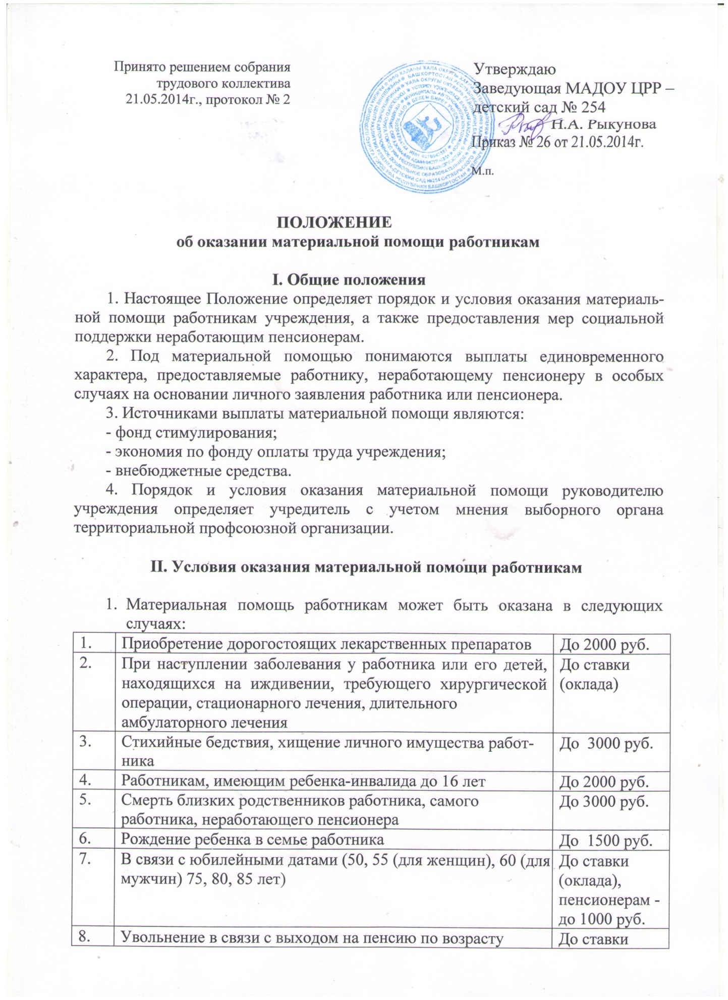 Принято решением собрания
трудового коллектива
21.05.2014г., протокол № 2
Утверждаю
Заведующая МАДОУ ЦРР –
детский сад № 254
Н.А. Рыкунова
Приказ № 26 от 21.05.2014г.
М.п.
ПОЛОЖЕНИЕ
об оказании материальной помощи работникам
I. Общие положения
1. Настоящее Положение определяет порядок и условия оказания материаль-
ной помощи работникам учреждения, а также предоставления мер социальной
поддержки неработающим пенсионерам.
2. Под материальной помощью понимаются выплаты единовременного
характера, предоставляемые работнику, неработающему пенсионеру в особых
случаях на основании личного заявления работника или пенсионера.
3. Источниками выплаты материальной помощи являются:
- фонд стимулирования;
- экономия по фонду оплаты труда учреждения;
- внебюджетные средства.
4. Порядок и условия оказания материальной помощи руководителю
учреждения определяет учредитель с учетом мнения выборного органа
территориальной профсоюзной организации.
II. Условия оказания материальной помощи работникам
1. Материальная помощь работникам может быть оказана в следующих
случаях:
1. Приобретение дорогостоящих лекарственных препаратов До 2000 руб.
2. При наступлении заболевания у работника или его детей, До ставки
находящихся на иждивении, требующего хирургической (оклада)
операции, стационарного лечения, длительного
амбулаторного лечения
3. Стихийные бедствия, хищение личного имущества работ- До 3000 руб.
ника
4. Работникам, имеющим ребенка-инвалида до 16 лет До 2000 руб.
5. Смерть близких родственников работника, самого До 3000 руб.
работника, неработающего пенсионера
6. Рождение ребенка в семье работника До 1500 руб.
7. В связи с юбилейными датами (50, 55 (для женщин), 60 (для До ставки
мужчин) 75, 80, 85 лет) (оклада),
пенсионерам -
до 1000 руб.
8. Увольнение в связи с выходом на пенсию по возрасту До ставки